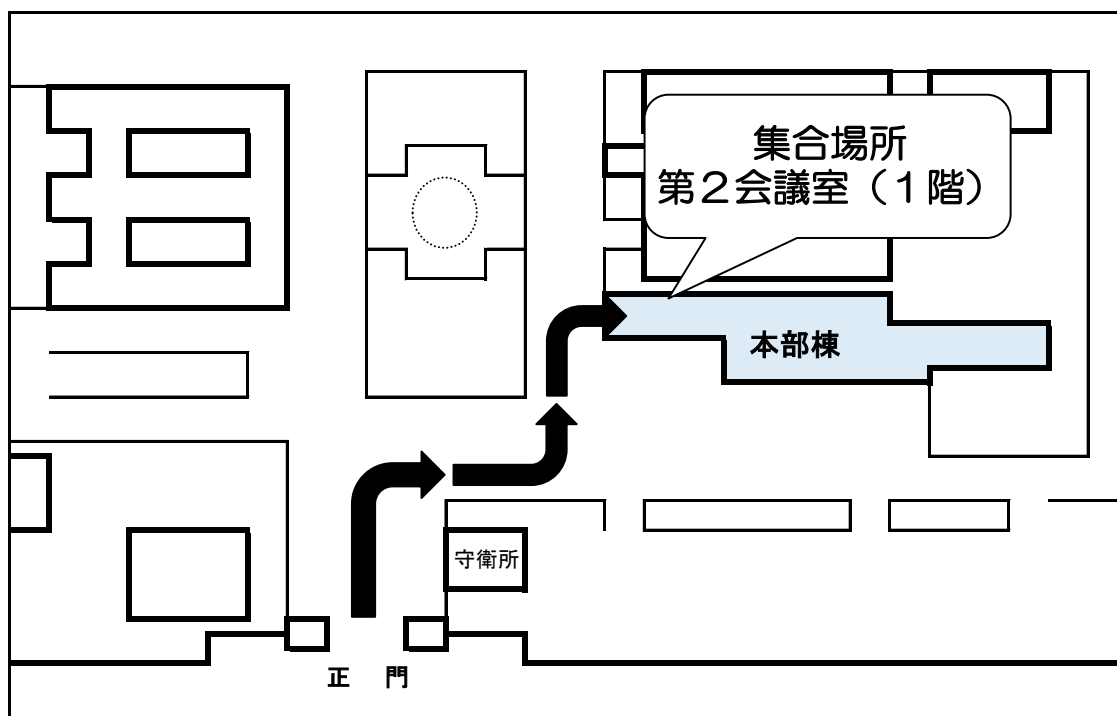 集合場所
第２会議室（１階）
本部棟
守衛所
正　門